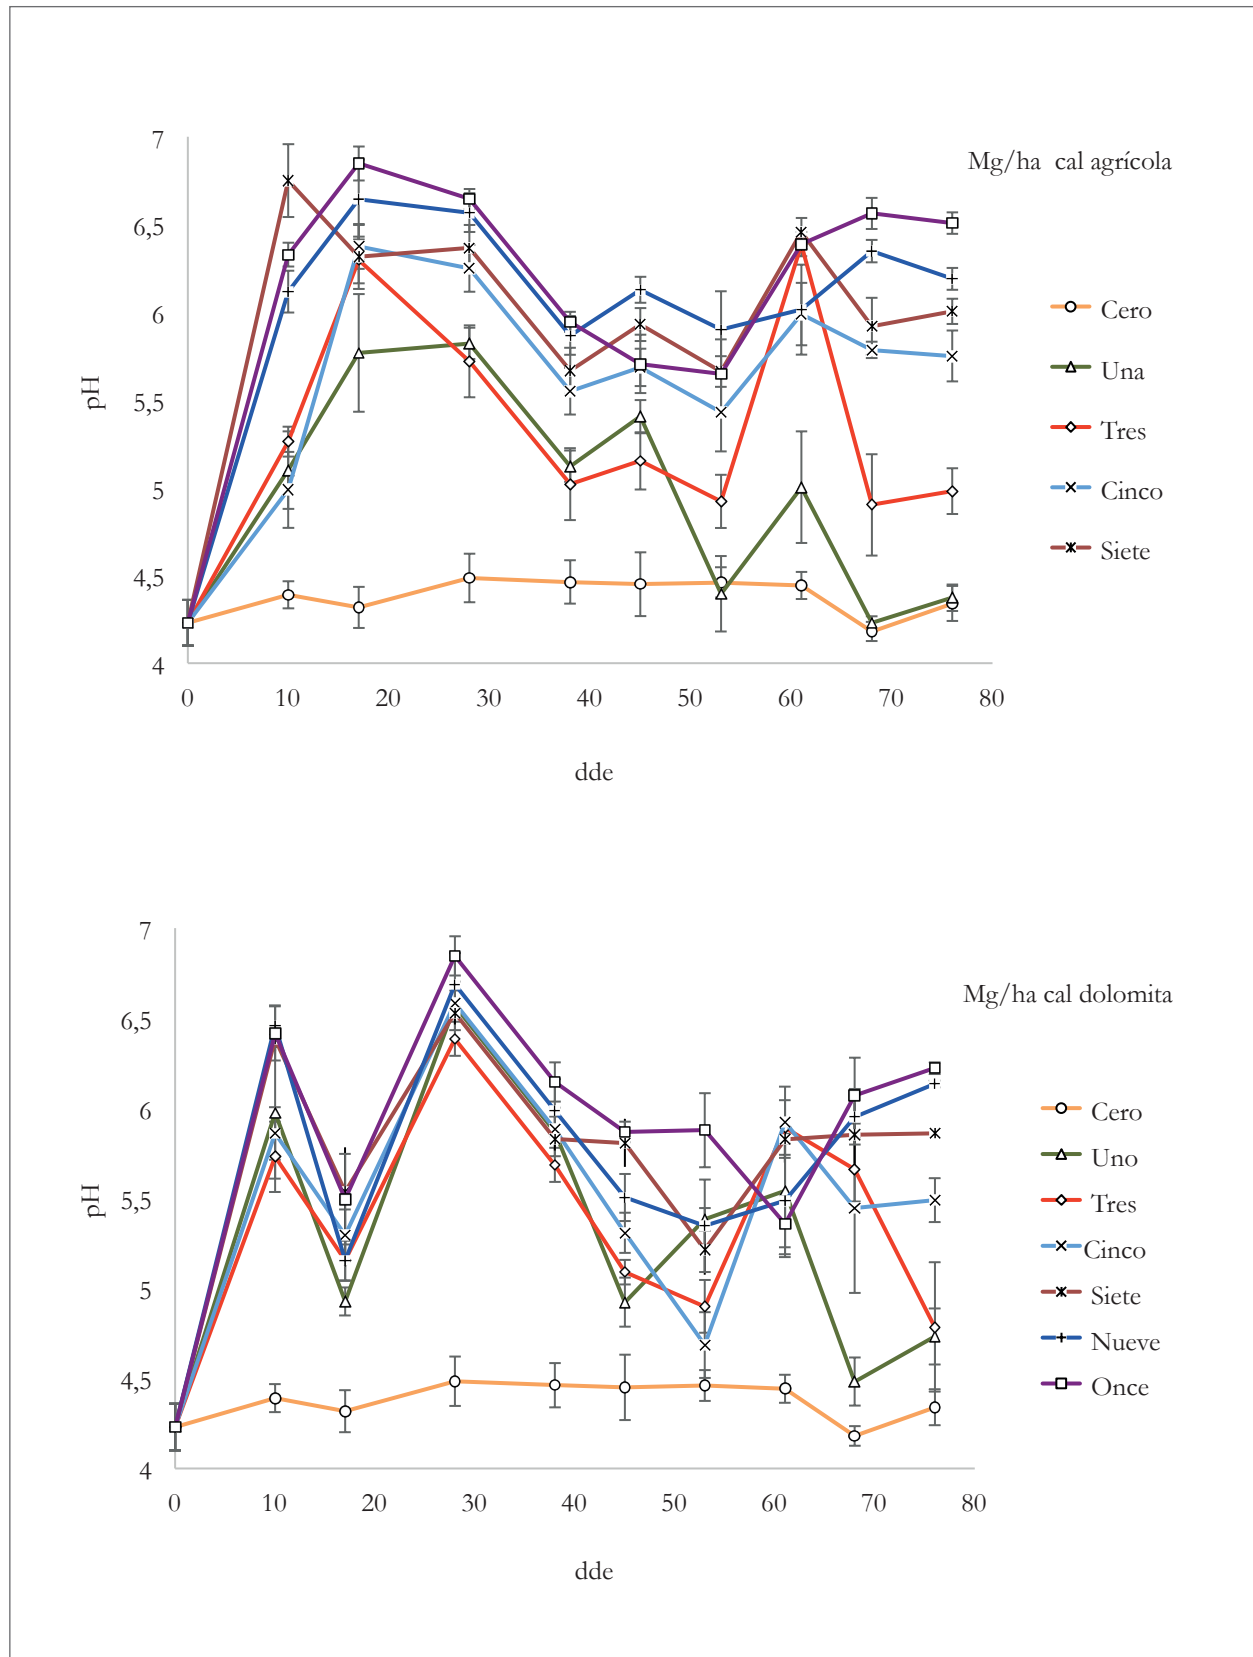 Mg/ha cal agrícola
7
6,5
6
5,5
5
4,5
4
pH
0 10 20 30 40 50 60 70 80
dde
Cero
Una
Tres
Cinco
Siete
Mg/ha cal dolomita
7
6,5
6
5,5
5
4,5
4
pH
0 10 20 30 40 50 60 70 80
dde
Cero
Uno
Tres
Cinco
Siete
Nueve
Once